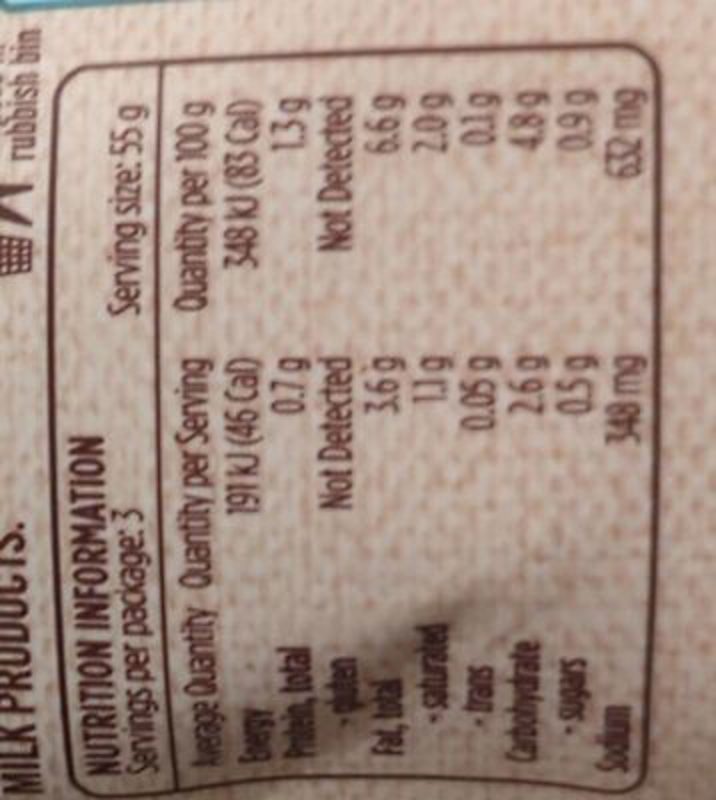 MILK PRODUCTS.
rubbish bin
NUTRITION INFORMATION
Servings per package: 3 Serving size: 55 g
Average Quantity Quantity per Serving Quantity per 100 g
Energy 191 kJ (46 Cal) 348 kJ (83 Cal)
Protein, total 0.7 g 1.3 g
- gluten Not Detected Not Detected
Fat, total 3.6 g 6.6 g
- saturated 1.1 g 2.0 g
- trans 0.05 g 0.1 g
Carbohydrate 2.6 g 4.8 g
- sugars 0.5 g 0.9 g
Sodium 348 mg 632 mg